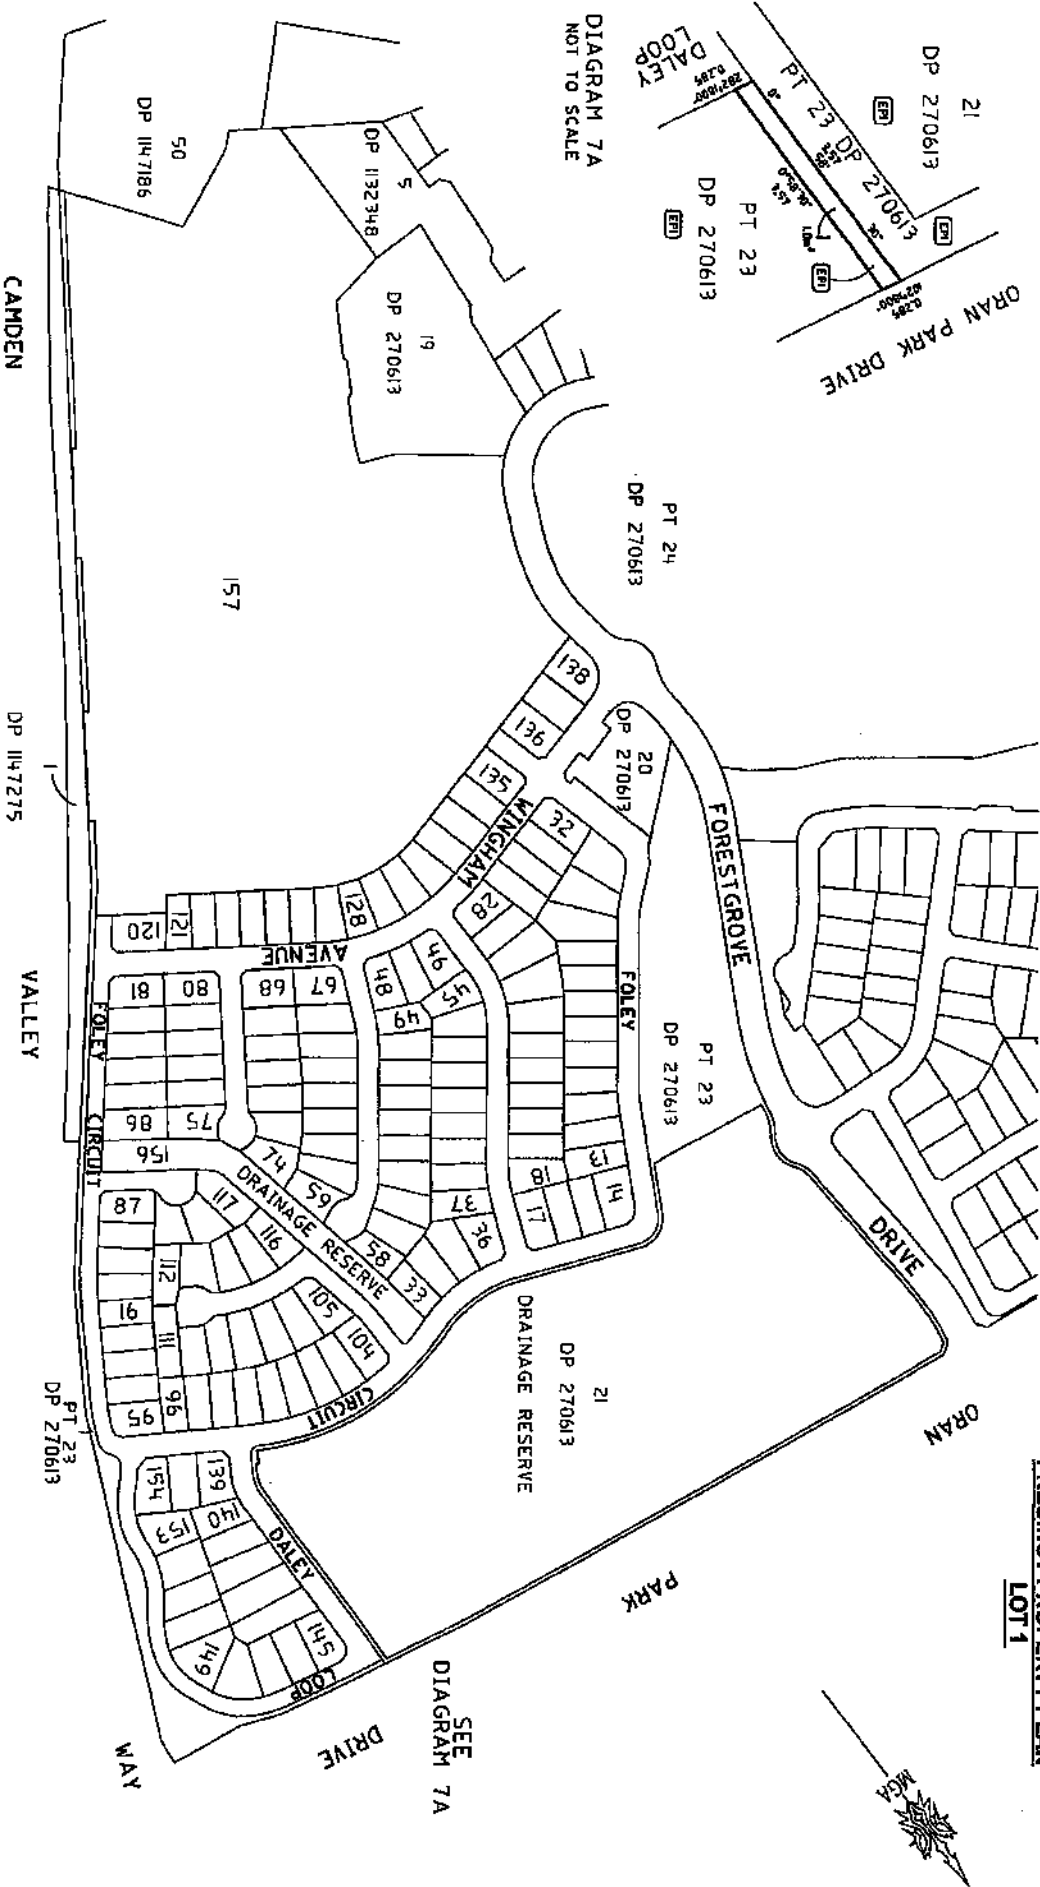 LOT 1
DIAGRAM 7A
NOT TO SCALE
21
DP 270613
EPI
PT 23 DP 270613
EPI
PT 23
DP 270613
EPI
EPI
DALEY
LOOP
ORAN PARK DRIVE
50
DP 1147186
5
DP 1132348
19
DP 270613
PT 24
DP 270613
157
1
DP 1147275
CAMDEN
VALLEY
WAY
20
DP 270613
FORESTGROVE
DRIVE
PT 23
DP 270613
21
DP 270613
DRAINAGE RESERVE
ORAN
PARK
DRIVE
SEE
DIAGRAM 7A
MGA
WINGHAM
AVENUE
FOLEY
FOLEY CIRCUIT
CIRCUIT
DALEY
LOOP
DRAINAGE RESERVE
PT 23
DP 270613
138
136
135
32
28
128
121
120
46
45
48
49
67
68
80
81
13
14
18
17
37
36
33
58
59
74
75
86
156
87
117
116
112
111
91
105
104
96
95
139
140
154
153
145
149